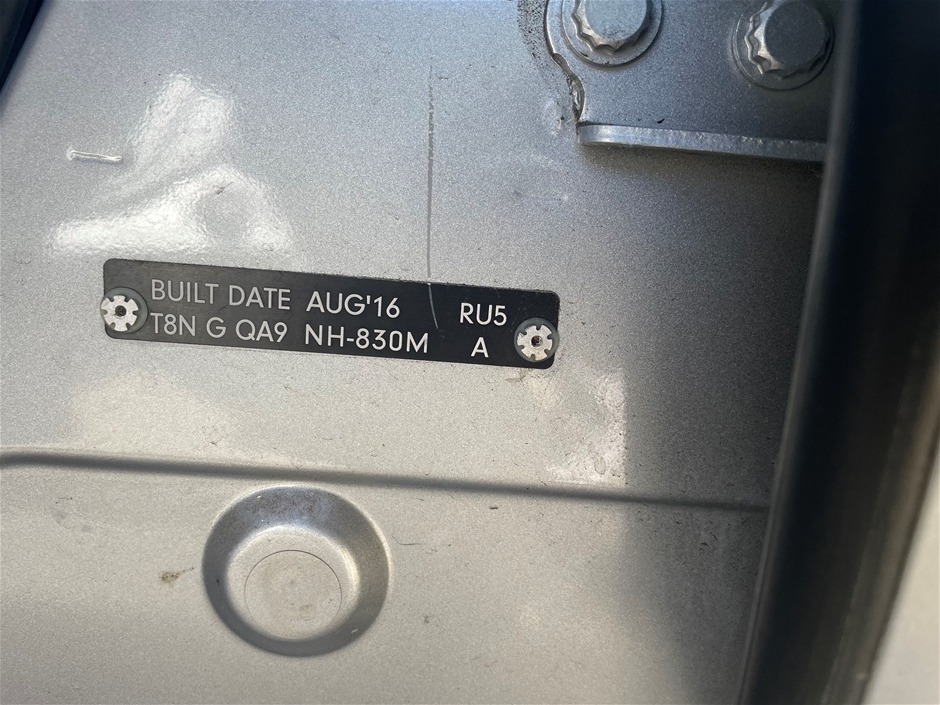 BUILT DATE AUG'16 RU5
T8N G QA9 NH-830M A